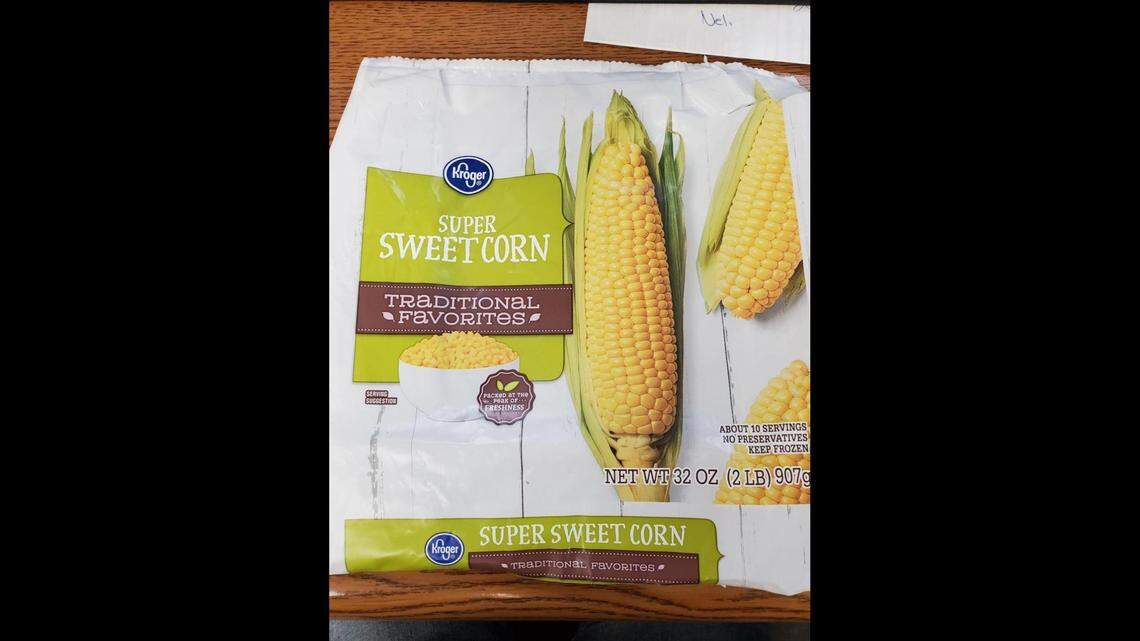 Nel.
Kroger
SUPER
SWEET CORN
TRADITIONAL
FAVORITES
SERVING
SUGGESTION
PACKED AT THE
PEAK OF
FRESHNESS
ABOUT 10 SERVINGS
NO PRESERVATIVES
KEEP FROZEN
NET WT 32 OZ (2 LB) 907g
Kroger
SUPER SWEET CORN
TRADITIONAL FAVORITES